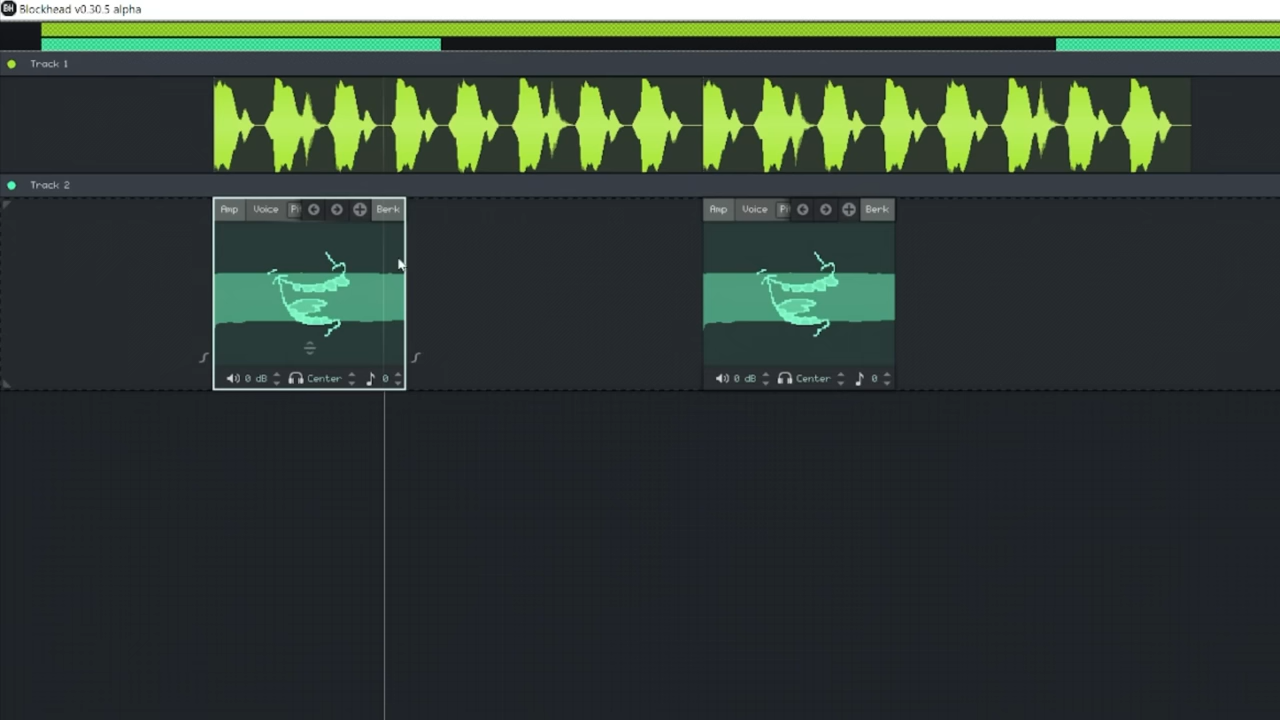 BH Blockhead v0.30.5 alpha
Track 1
Track 2
Amp Voice Berk
Amp Voice Berk
0 dB Center 0
0 dB Center 0